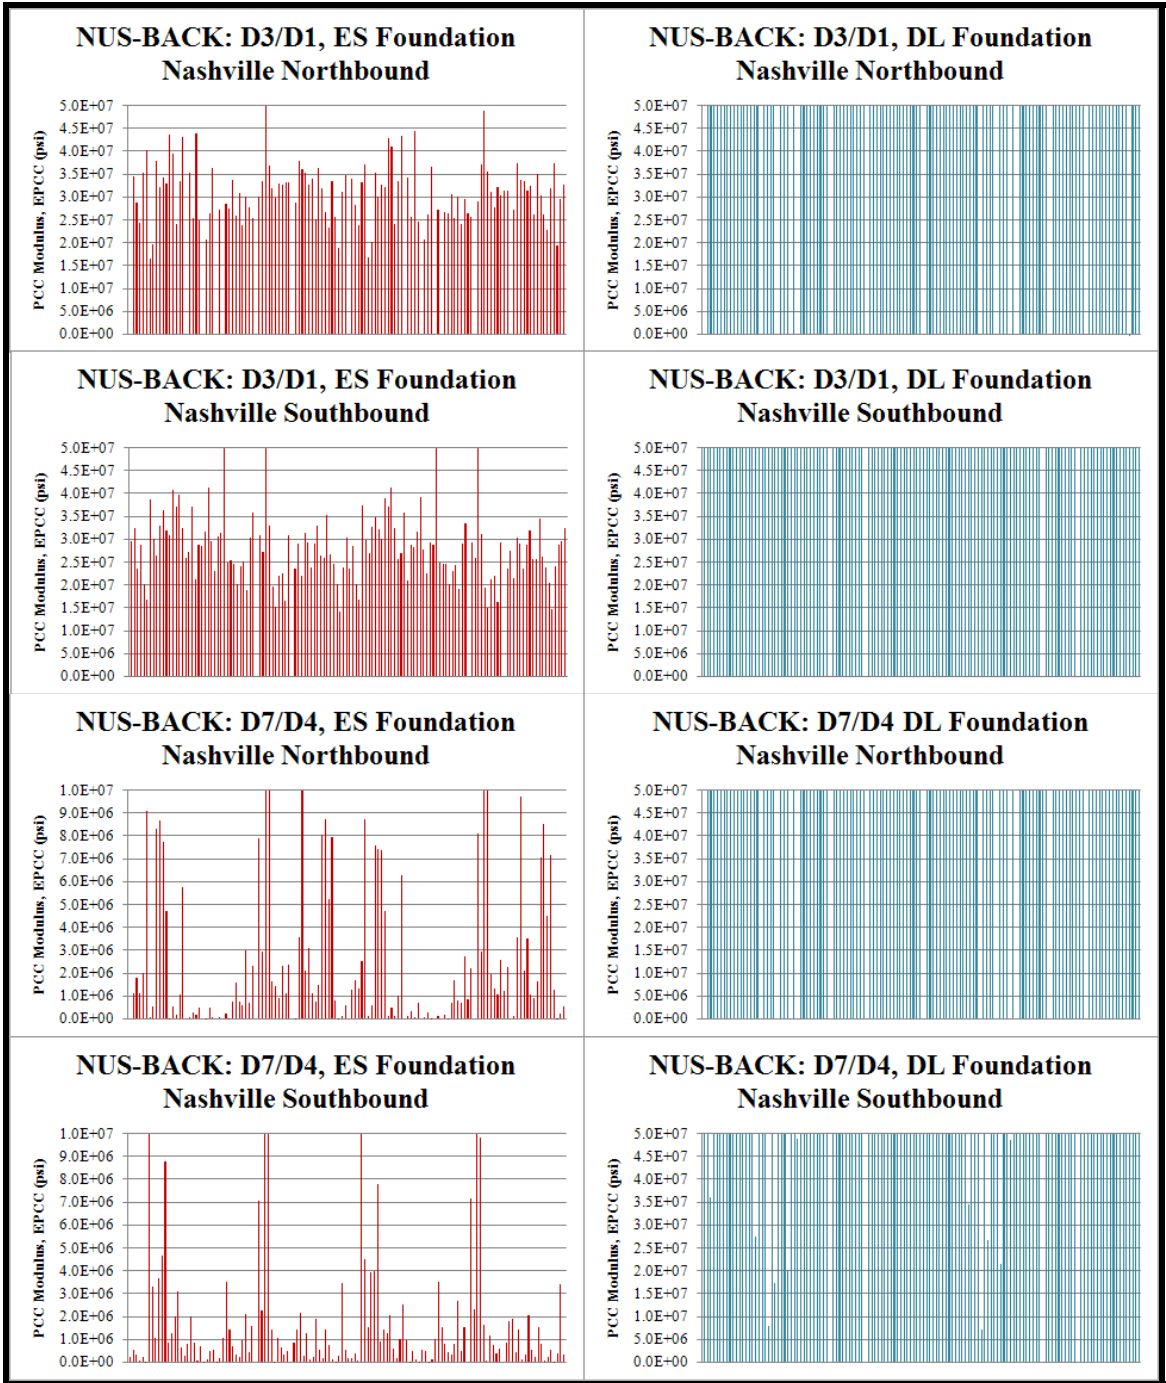 NUS-BACK: D3/D1, ES Foundation
Nashville Northbound
PCC Modulus, EPCC (psi)
5.0E+07
4.5E+07
4.0E+07
3.5E+07
3.0E+07
2.5E+07
2.0E+07
1.5E+07
1.0E+07
5.0E+06
0.0E+00
NUS-BACK: D3/D1, DL Foundation
Nashville Northbound
PCC Modulus, EPCC (psi)
5.0E+07
4.5E+07
4.0E+07
3.5E+07
3.0E+07
2.5E+07
2.0E+07
1.5E+07
1.0E+07
5.0E+06
0.0E+00
NUS-BACK: D3/D1, ES Foundation
Nashville Southbound
PCC Modulus, EPCC (psi)
5.0E+07
4.5E+07
4.0E+07
3.5E+07
3.0E+07
2.5E+07
2.0E+07
1.5E+07
1.0E+07
5.0E+06
0.0E+00
NUS-BACK: D3/D1, DL Foundation
Nashville Southbound
PCC Modulus, EPCC (psi)
5.0E+07
4.5E+07
4.0E+07
3.5E+07
3.0E+07
2.5E+07
2.0E+07
1.5E+07
1.0E+07
5.0E+06
0.0E+00
NUS-BACK: D7/D4, ES Foundation
Nashville Northbound
PCC Modulus, EPCC (psi)
1.0E+07
9.0E+06
8.0E+06
7.0E+06
6.0E+06
5.0E+06
4.0E+06
3.0E+06
2.0E+06
1.0E+06
0.0E+00
NUS-BACK: D7/D4 DL Foundation
Nashville Northbound
PCC Modulus, EPCC (psi)
5.0E+07
4.5E+07
4.0E+07
3.5E+07
3.0E+07
2.5E+07
2.0E+07
1.5E+07
1.0E+07
5.0E+06
0.0E+00
NUS-BACK: D7/D4, ES Foundation
Nashville Southbound
PCC Modulus, EPCC (psi)
1.0E+07
9.0E+06
8.0E+06
7.0E+06
6.0E+06
5.0E+06
4.0E+06
3.0E+06
2.0E+06
1.0E+06
0.0E+00
NUS-BACK: D7/D4, DL Foundation
Nashville Southbound
PCC Modulus, EPCC (psi)
5.0E+07
4.5E+07
4.0E+07
3.5E+07
3.0E+07
2.5E+07
2.0E+07
1.5E+07
1.0E+07
5.0E+06
0.0E+00